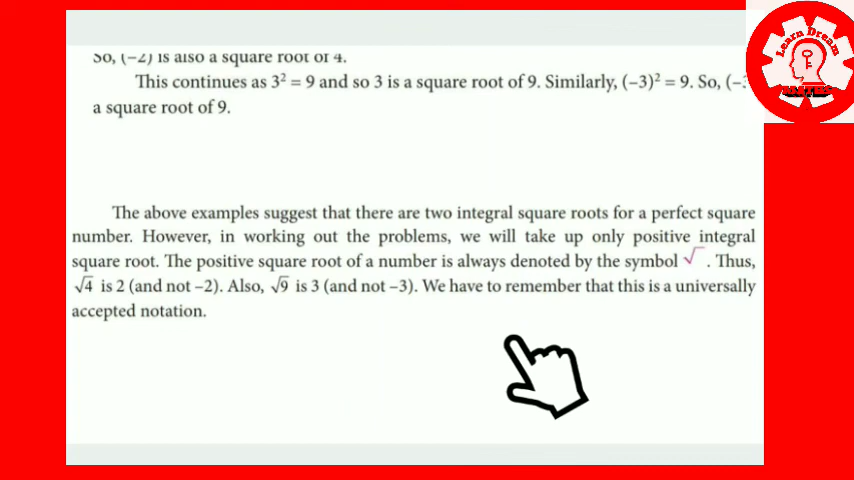 So, (−2) is also a square root of 4.
This continues as 3² = 9 and so 3 is a square root of 9. Similarly, (−3)² = 9. So, (−3
a square root of 9.
The above examples suggest that there are two integral square roots for a perfect square
number. However, in working out the problems, we will take up only positive integral
square root. The positive square root of a number is always denoted by the symbol √ . Thus,
√4 is 2 (and not −2). Also, √9 is 3 (and not −3). We have to remember that this is a universally
accepted notation.
Learn Dream
MATHS